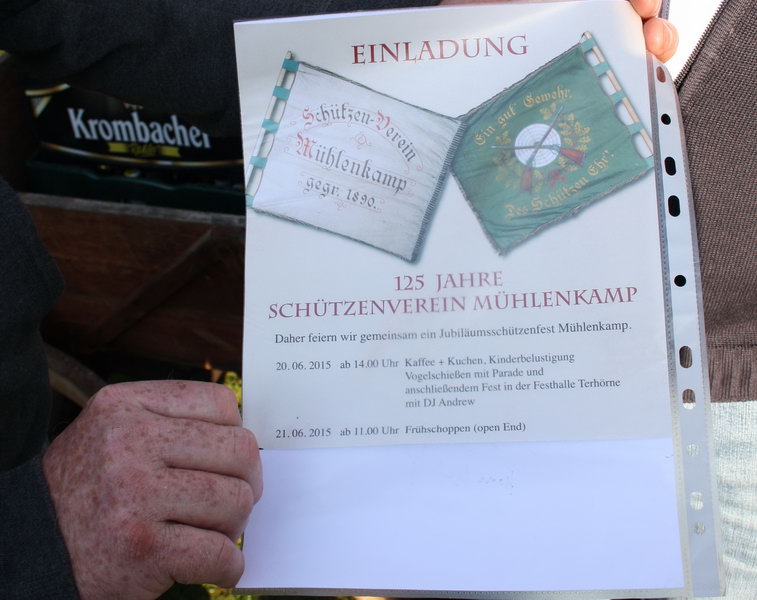 EINLADUNG
Schützen-Verein
Mühlenkamp
gegr. 1890.
Ein gut' Gewehr,
Des Schützen Ehr'!
Krombacher
125 JAHRE
SCHÜTZENVEREIN MÜHLENKAMP
Daher feiern wir gemeinsam ein Jubiläumsschützenfest Mühlenkamp.
20.06.2015 ab 14.00 Uhr Kaffee + Kuchen, Kinderbelustigung
Vogelschießen mit Parade und
anschließendem Fest in der Festhalle Terhörne
mit DJ Andrew
21.06.2015 ab 11.00 Uhr Frühschoppen (open End)